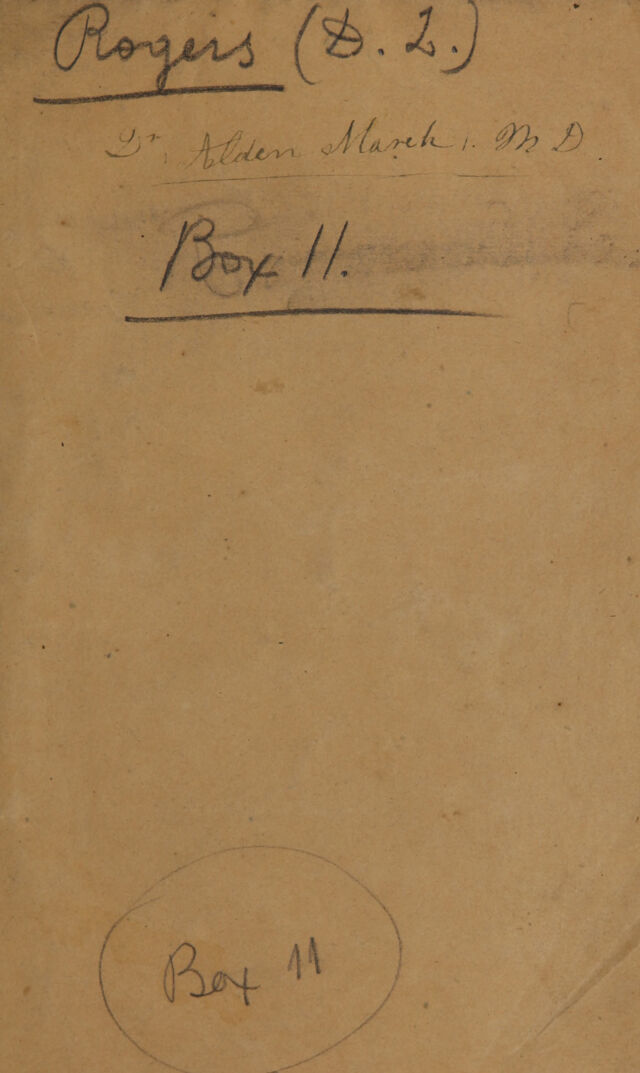 Rogers (D. L.)
Dr. Alden March, M D.
Box 11.
Box 11